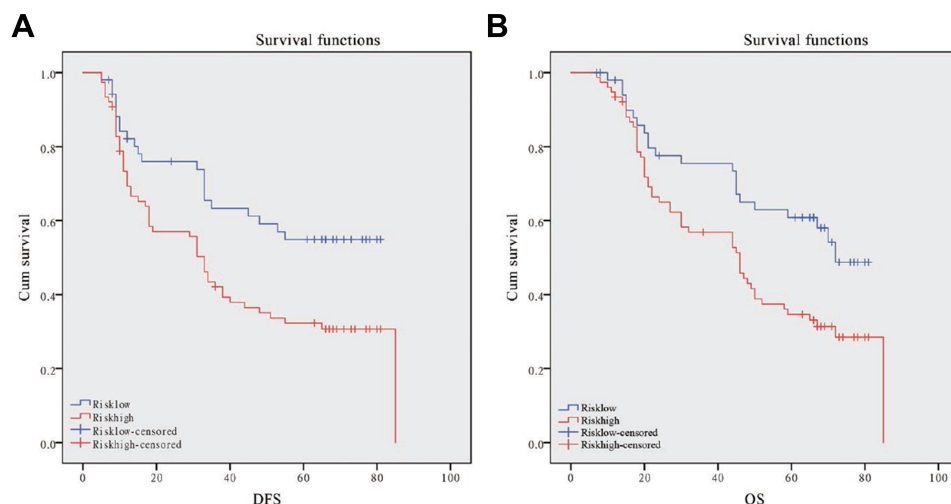 A
Survival functions
Cum survival
1.0
0.8
0.6
0.4
0.2
0.0
Risklow
Riskhigh
Risklow-censored
Riskhigh-censored
0 20 40 60 80 100
DFS
B
Survival functions
Cum survival
1.0
0.8
0.6
0.4
0.2
0.0
Risklow
Riskhigh
Risklow-censored
Riskhigh-censored
0 20 40 60 80 100
OS